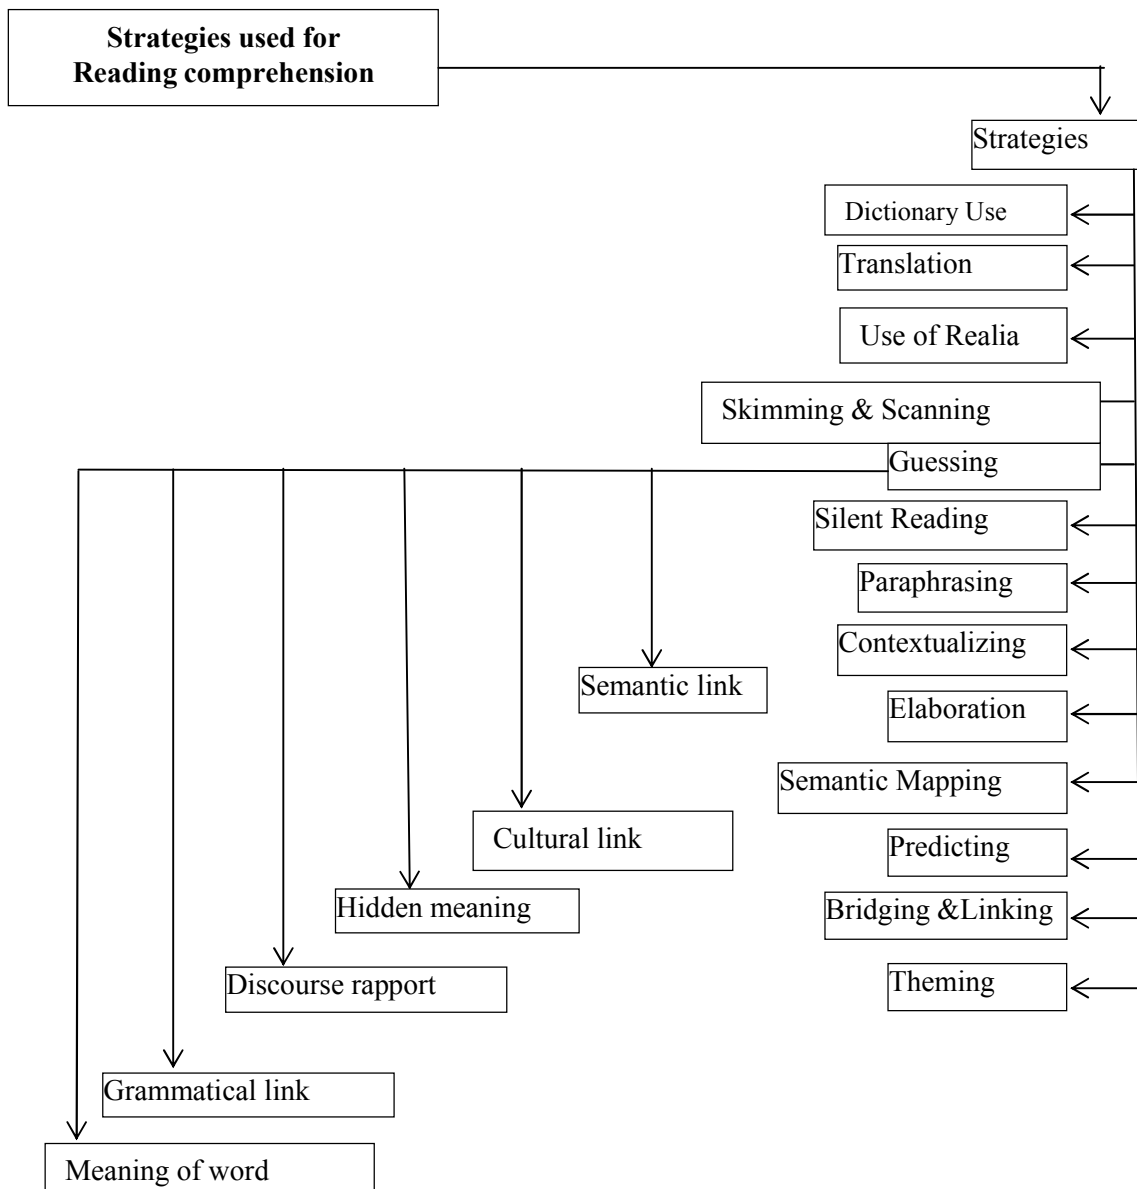 Strategies used for
Reading comprehension
Strategies
Dictionary Use
Translation
Use of Realia
Skimming & Scanning
Guessing
Silent Reading
Paraphrasing
Contextualizing
Semantic link
Elaboration
Semantic Mapping
Cultural link
Predicting
Hidden meaning
Bridging &Linking
Discourse rapport
Theming
Grammatical link
Meaning of word